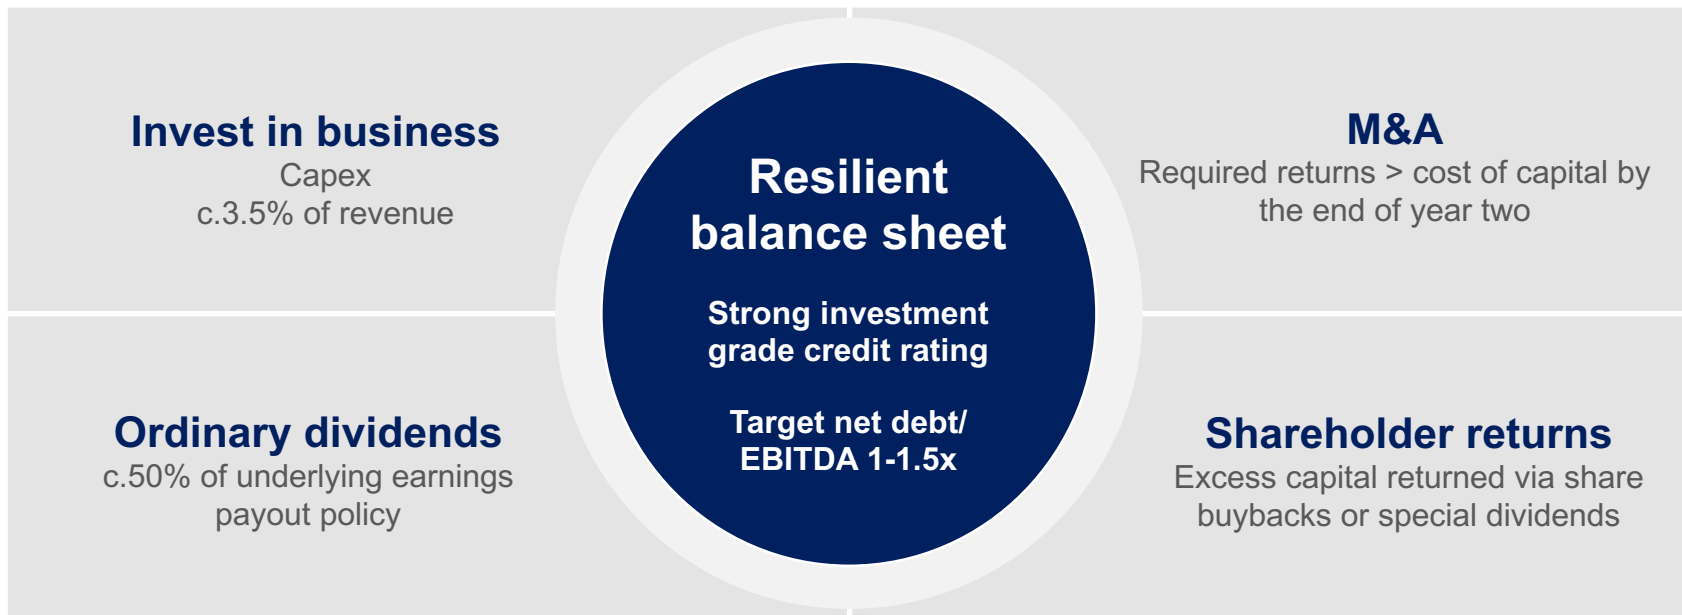 Invest in business
Capex
c.3.5% of revenue
Ordinary dividends
c.50% of underlying earnings
payout policy
Resilient
balance sheet
Strong investment
grade credit rating
Target net debt/
EBITDA 1-1.5x
M&A
Required returns > cost of capital by
the end of year two
Shareholder returns
Excess capital returned via share
buybacks or special dividends